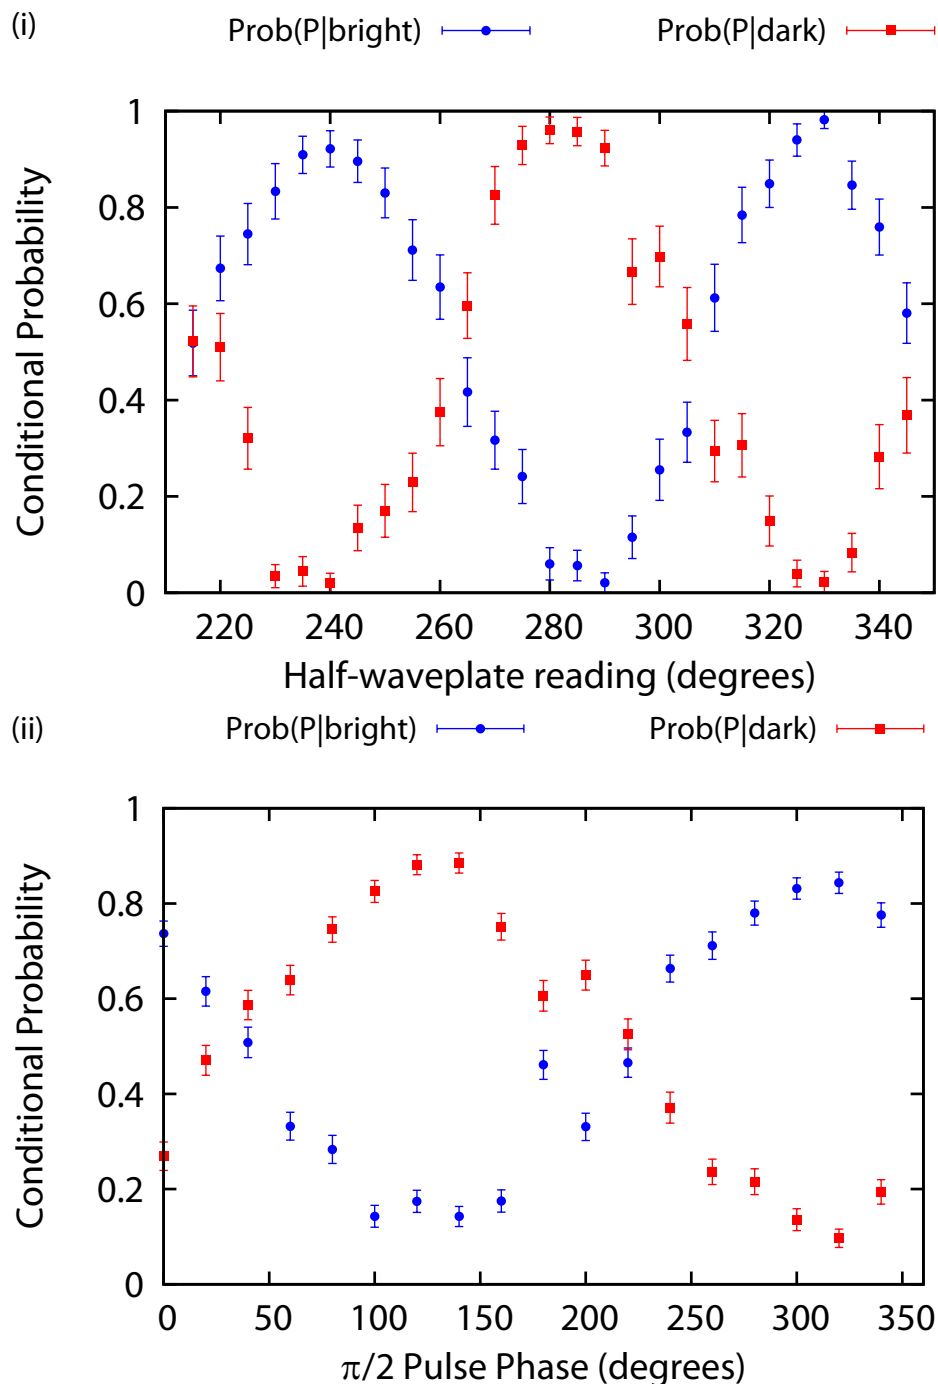 (i)
Prob(P|bright) Prob(P|dark)
1
0.8
0.6
0.4
0.2
0
Conditional Probability
220 240 260 280 300 320 340
Half-waveplate reading (degrees)
(ii)
Prob(P|bright) Prob(P|dark)
1
0.8
0.6
0.4
0.2
0
Conditional Probability
0 50 100 150 200 250 300 350
π/2 Pulse Phase (degrees)